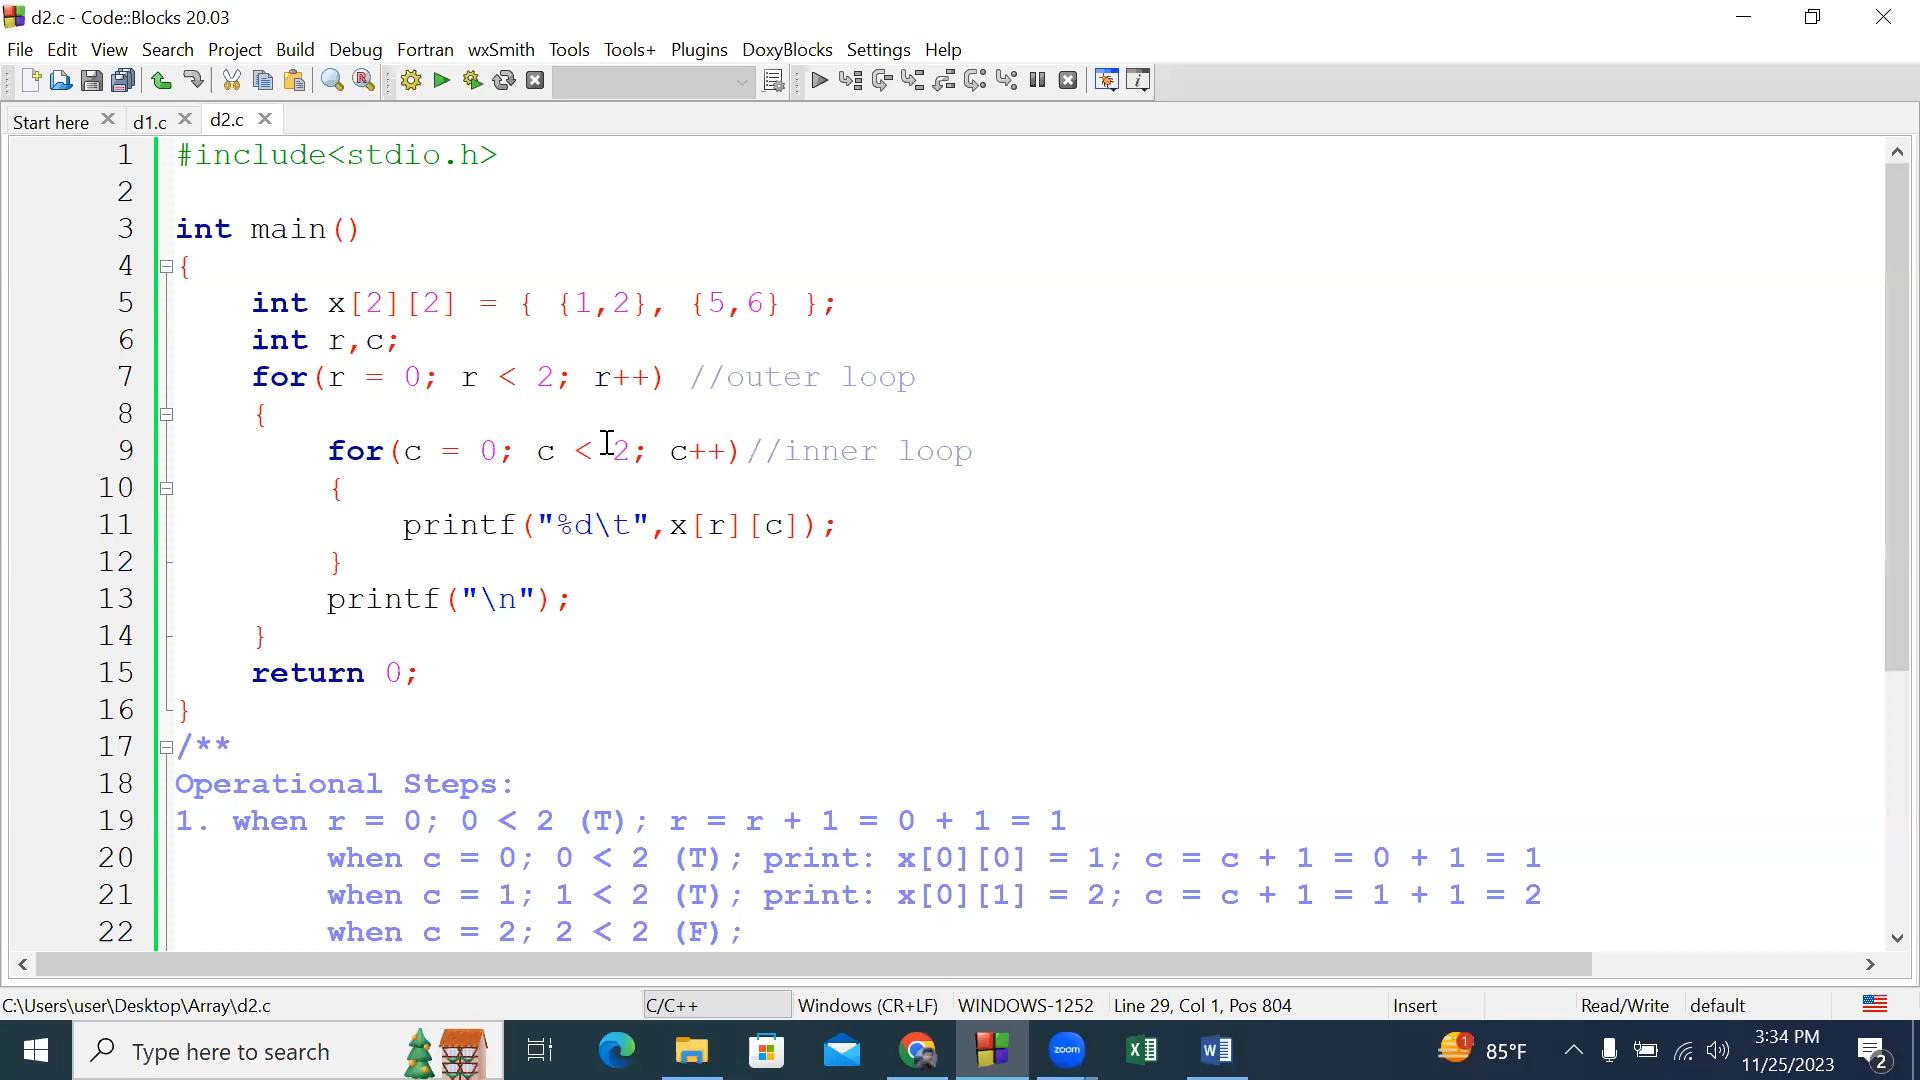 d2.c - Code::Blocks 20.03
File Edit View Search Project Build Debug Fortran wxSmith Tools Tools+ Plugins DoxyBlocks Settings Help
Start here d1.c d2.c
1 #include<stdio.h>
2
3 int main()
4 {
5 int x[2][2] = { {1,2}, {5,6} };
6 int r,c;
7 for(r = 0; r < 2; r++) //outer loop
8 {
9 for(c = 0; c < 2; c++)//inner loop
10 {
11 printf("%d\t",x[r][c]);
12 }
13 printf("\n");
14 }
15 return 0;
16 }
17 /**
18 Operational Steps:
19 1. when r = 0; 0 < 2 (T); r = r + 1 = 0 + 1 = 1
20 when c = 0; 0 < 2 (T); print: x[0][0] = 1; c = c + 1 = 0 + 1 = 1
21 when c = 1; 1 < 2 (T); print: x[0][1] = 2; c = c + 1 = 1 + 1 = 2
22 when c = 2; 2 < 2 (F);
C:\Users\user\Desktop\Array\d2.c C/C++ Windows (CR+LF) WINDOWS-1252 Line 29, Col 1, Pos 804 Insert Read/Write default
Type here to search zoom 1 85°F 3:34 PM
11/25/2023 2